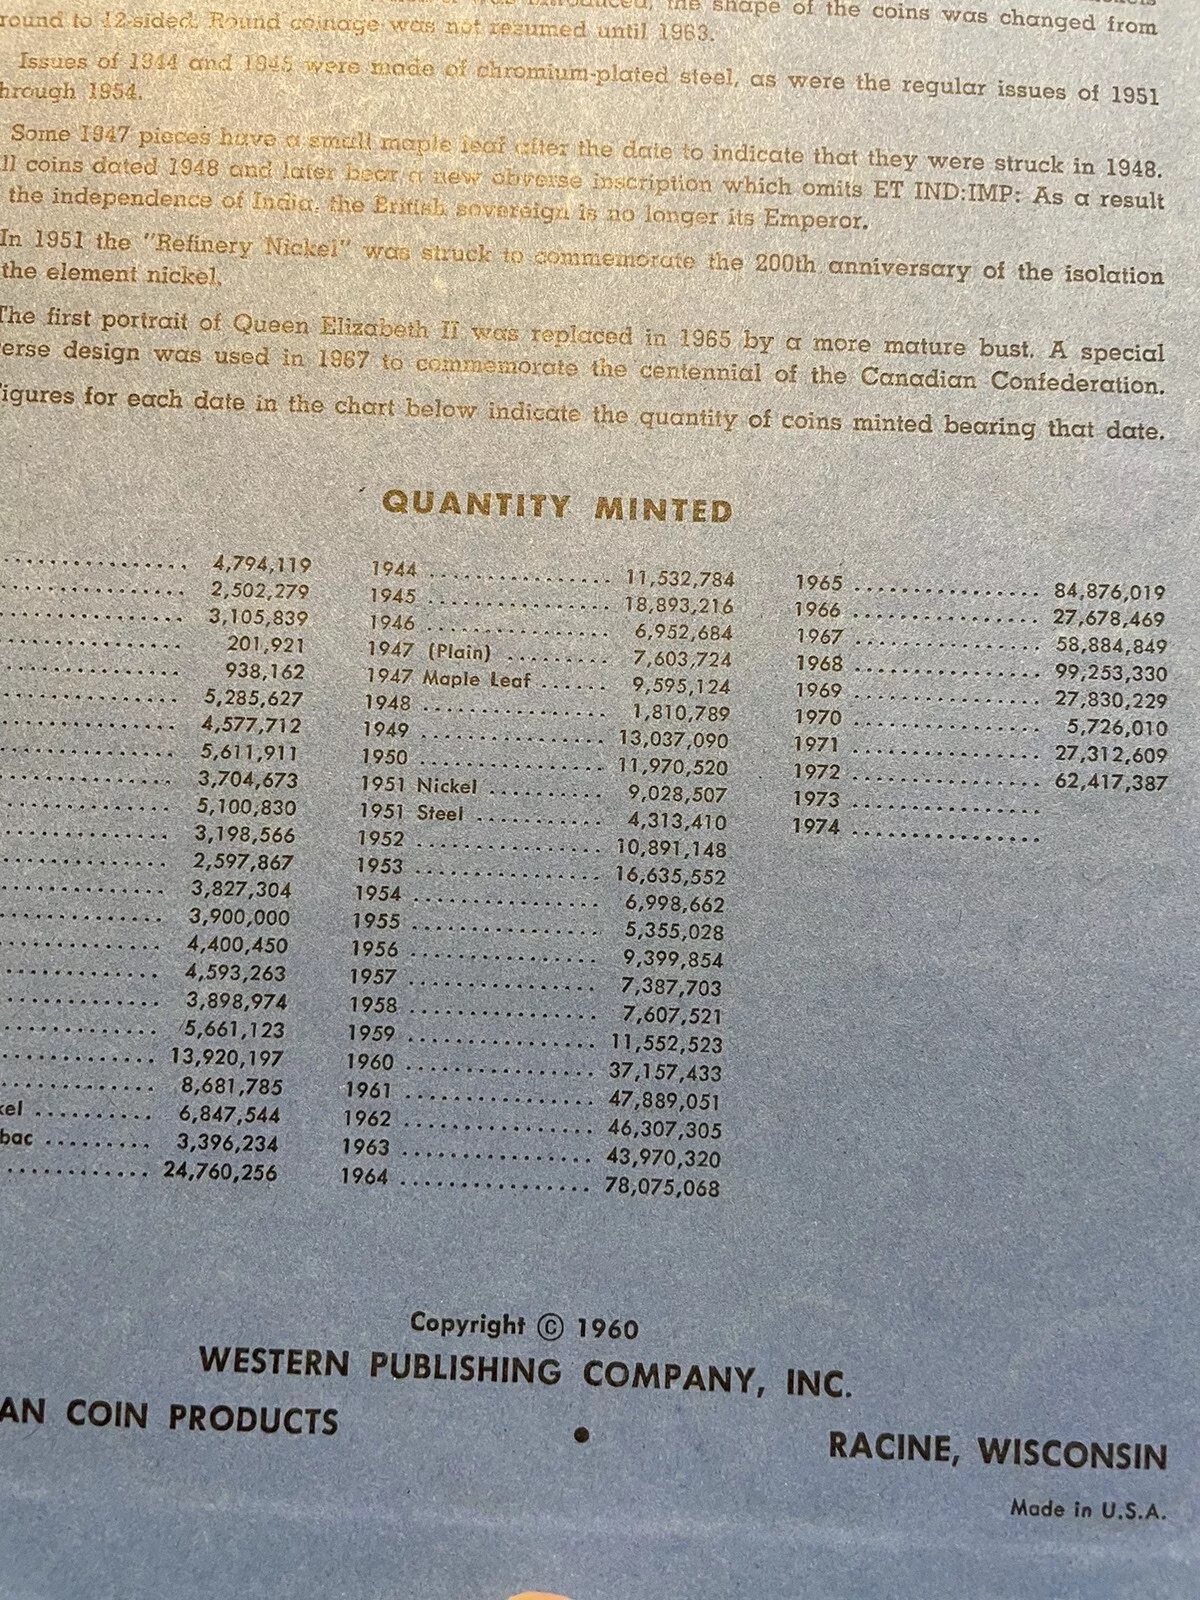 the shape of the coins was changed from
round to 12-sided. Round coinage was not resumed until 1963.
Issues of 1944 and 1945 were made of chromium-plated steel, as were the regular issues of 1951
hrough 1954.
Some 1947 pieces have a small maple leaf after the date to indicate that they were struck in 1948.
ll coins dated 1948 and later bear a new obverse inscription which omits ET IND:IMP: As a result
the independence of India, the British sovereign is no longer its Emperor.
In 1951 the "Refinery Nickel" was struck to commemorate the 200th anniversary of the isolation
the element nickel.
The first portrait of Queen Elizabeth II was replaced in 1965 by a more mature bust. A special
erse design was used in 1967 to commemorate the centennial of the Canadian Confederation.
igures for each date in the chart below indicate the quantity of coins minted bearing that date.
QUANTITY MINTED
4,794,119
2,502,279
3,105,839
201,921
938,162
5,285,627
4,577,712
5,611,911
3,704,673
5,100,830
3,198,566
2,597,867
3,827,304
3,900,000
4,400,450
4,593,263
3,898,974
5,661,123
13,920,197
8,681,785
kel .......... 6,847,544
bac ......... 3,396,234
24,760,256
1944 ............... 11,532,784
1945 ............... 18,893,216
1946 ............... 6,952,684
1947 (Plain) ......... 7,603,724
1947 Maple Leaf ...... 9,595,124
1948 ............... 1,810,789
1949 ............... 13,037,090
1950 ............... 11,970,520
1951 Nickel .......... 9,028,507
1951 Steel ........... 4,313,410
1952 ............... 10,891,148
1953 ............... 16,635,552
1954 ............... 6,998,662
1955 ............... 5,355,028
1956 ............... 9,399,854
1957 ............... 7,387,703
1958 ............... 7,607,521
1959 ............... 11,552,523
1960 ............... 37,157,433
1961 ............... 47,889,051
1962 ............... 46,307,305
1963 ............... 43,970,320
1964 ............... 78,075,068
1965 ............... 84,876,019
1966 ............... 27,678,469
1967 ............... 58,884,849
1968 ............... 99,253,330
1969 ............... 27,830,229
1970 ............... 5,726,010
1971 ............... 27,312,609
1972 ............... 62,417,387
1973 ...............
1974 ...............
Copyright © 1960
WESTERN PUBLISHING COMPANY, INC.
AN COIN PRODUCTS • RACINE, WISCONSIN
Made in U.S.A.